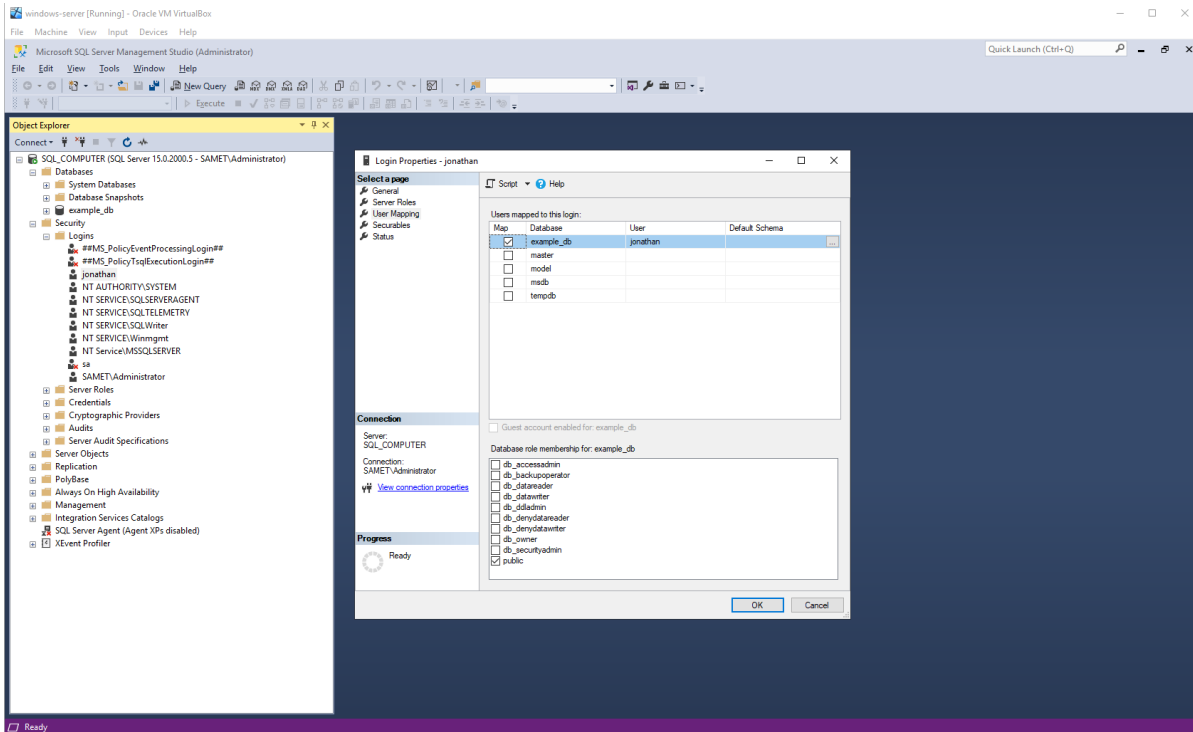 windows-server [Running] - Oracle VM VirtualBox
File Machine View Input Devices Help
Microsoft SQL Server Management Studio (Administrator)
Quick Launch (Ctrl+Q)
File Edit View Tools Window Help
New Query
Execute
Object Explorer
Connect
SQL_COMPUTER (SQL Server 15.0.2000.5 - SAMET\Administrator)
Databases
System Databases
Database Snapshots
example_db
Security
Logins
##MS_PolicyEventProcessingLogin##
##MS_PolicyTsqlExecutionLogin##
jonathan
NT AUTHORITY\SYSTEM
NT SERVICE\SQLSERVERAGENT
NT SERVICE\SQLTELEMETRY
NT SERVICE\SQLWriter
NT SERVICE\Winmgmt
NT Service\MSSQLSERVER
sa
SAMET\Administrator
Server Roles
Credentials
Cryptographic Providers
Audits
Server Audit Specifications
Server Objects
Replication
PolyBase
Always On High Availability
Management
Integration Services Catalogs
SQL Server Agent (Agent XPs disabled)
XEvent Profiler
Login Properties - jonathan
Select a page
General
Server Roles
User Mapping
Securables
Status
Connection
Server:
SQL_COMPUTER
Connection:
SAMET\Administrator
View connection properties
Progress
Ready
Script Help
Users mapped to this login:
Map Database User Default Schema
example_db jonathan ...
master
model
msdb
tempdb
Guest account enabled for: example_db
Database role membership for: example_db
db_accessadmin
db_backupoperator
db_datareader
db_datawriter
db_ddladmin
db_denydatareader
db_denydatawriter
db_owner
db_securityadmin
public
OK Cancel
Ready